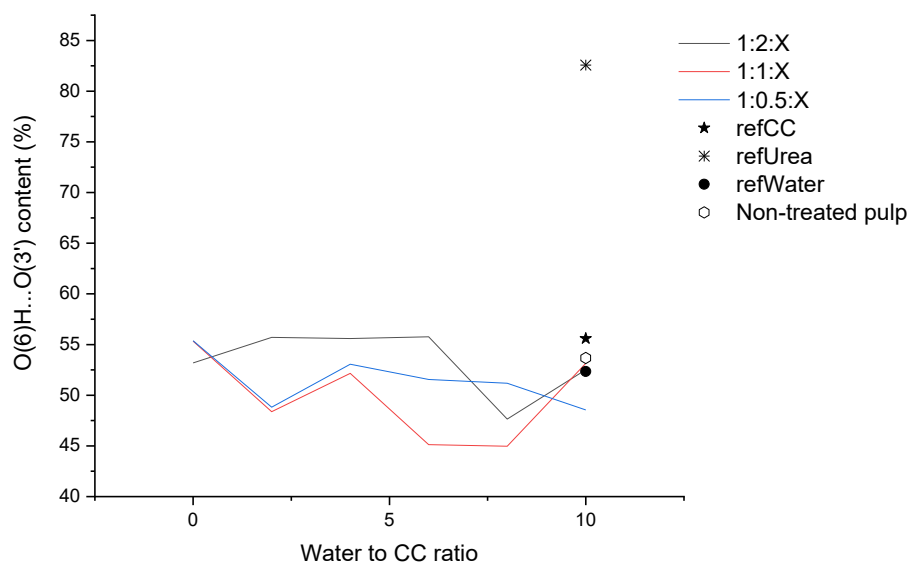 85
80
75
70
65
60
55
50
45
40
O(6)H...O(3') content (%)
0
5
10
Water to CC ratio
1:2:X
1:1:X
1:0.5:X
refCC
refUrea
refWater
Non-treated pulp